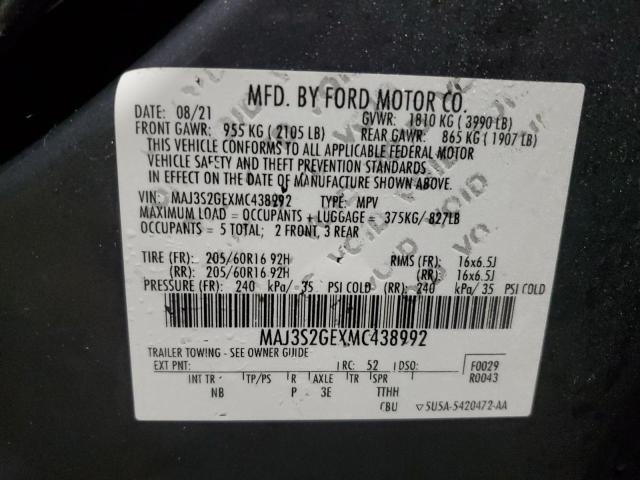 MFD. BY FORD MOTOR CO.
DATE: 08/21 GVWR: 1810 KG ( 3990 LB)
FRONT GAWR: 955 KG ( 2105 LB) REAR GAWR: 865 KG ( 1907 LB)
THIS VEHICLE CONFORMS TO ALL APPLICABLE FEDERAL MOTOR
VEHICLE SAFETY AND THEFT PREVENTION STANDARDS
IN EFFECT ON THE DATE OF MANUFACTURE SHOWN ABOVE.
VIN: MAJ3S2GEXMC438992 TYPE: MPV
MAXIMUM LOAD = OCCUPANTS + LUGGAGE = 375KG/827LB
OCCUPANTS = 5 TOTAL; 2 FRONT, 3 REAR
TIRE (FR): 205/60R16 92H RIMS (FR): 16x6.5J
(RR): 205/60R16 92H (RR): 16x6.5J
PRESSURE (FR): 240 kPa/ 35 PSI COLD (RR): 240 kPa/ 35 PSI COLD
MAJ3S2GEXMC438992
TRAILER TOWING - SEE OWNER GUIDE
EXT PNT: RC: 52 DSO: F0029
R0043
INT TR TP/PS R AXLE TR SPR
NB P 3E TTHH
CBU ▽5U5A-5420472-AA